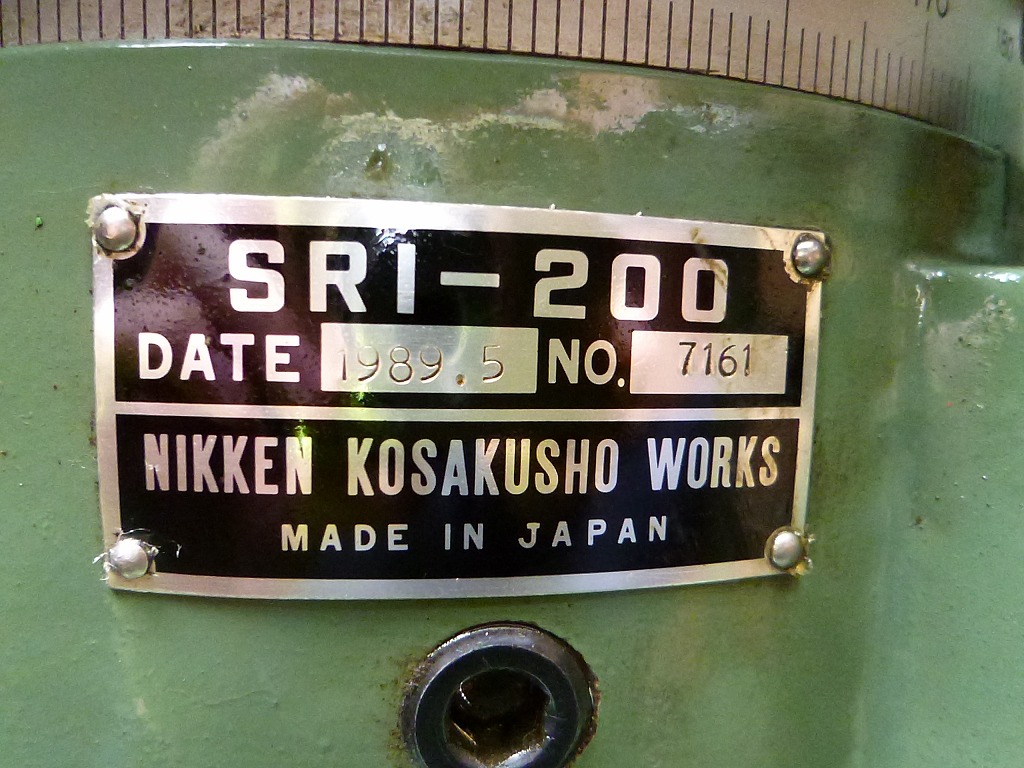 SRI-200
DATE 1989.5 NO. 7161
NIKKEN KOSAKUSHO WORKS
MADE IN JAPAN